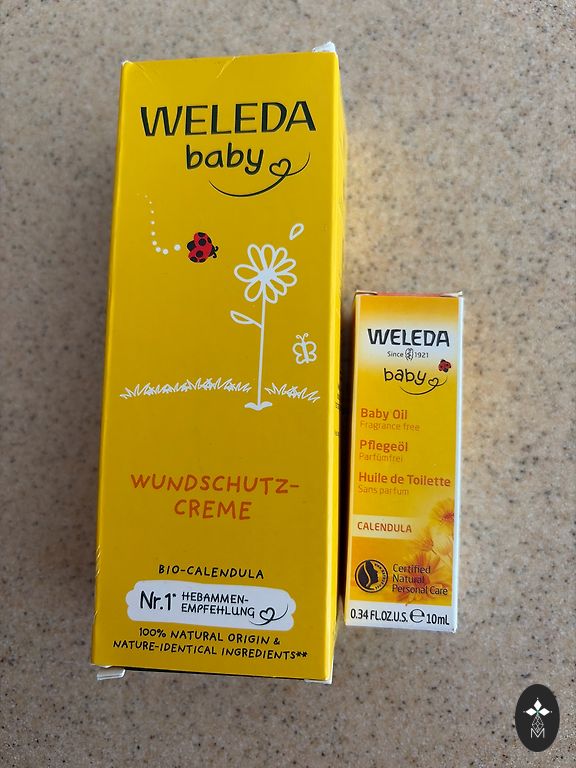 WELEDA
baby
WUNDSCHUTZ-
CREME
BIO-CALENDULA
Nr.1* HEBAMMEN-
EMPFEHLUNG
100% NATURAL ORIGIN &
NATURE-IDENTICAL INGREDIENTS**
WELEDA
Since 1921
baby
Baby Oil
Fragrance free
Pflegeöl
Parfümfrei
Huile de Toilette
Sans parfum
CALENDULA
Certified
Natural
Personal Care
0.34 FL.OZ.U.S. ℮ 10mL
M